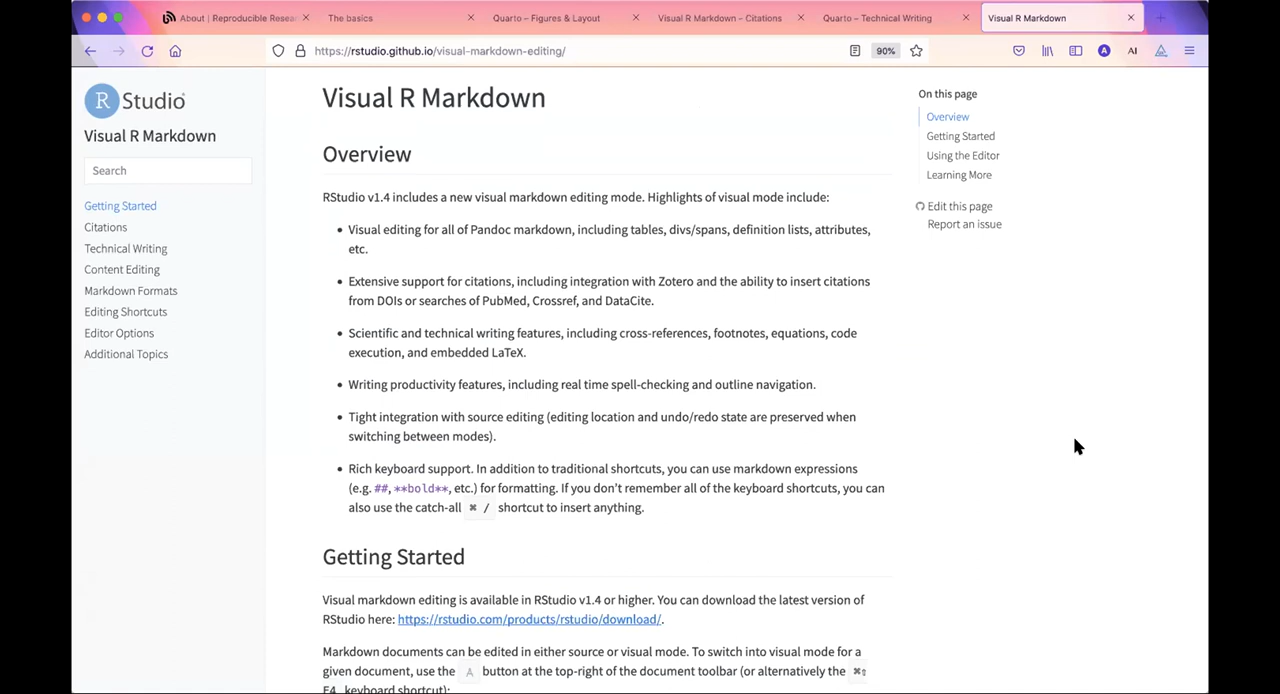 About | Reproducible Resea
The basics
Quarto – Figures & Layout
Visual R Markdown – Citations
Quarto – Technical Writing
Visual R Markdown
https://rstudio.github.io/visual-markdown-editing/
90%
A
AI
R Studio
Visual R Markdown
Search
Getting Started
Citations
Technical Writing
Content Editing
Markdown Formats
Editing Shortcuts
Editor Options
Additional Topics
Visual R Markdown
Overview
RStudio v1.4 includes a new visual markdown editing mode. Highlights of visual mode include:
• Visual editing for all of Pandoc markdown, including tables, divs/spans, definition lists, attributes,
etc.
• Extensive support for citations, including integration with Zotero and the ability to insert citations
from DOIs or searches of PubMed, Crossref, and DataCite.
• Scientific and technical writing features, including cross-references, footnotes, equations, code
execution, and embedded LaTeX.
• Writing productivity features, including real time spell-checking and outline navigation.
• Tight integration with source editing (editing location and undo/redo state are preserved when
switching between modes).
• Rich keyboard support. In addition to traditional shortcuts, you can use markdown expressions
(e.g. ##, **bold**, etc.) for formatting. If you don't remember all of the keyboard shortcuts, you can
also use the catch-all ⌘ / shortcut to insert anything.
Getting Started
Visual markdown editing is available in RStudio v1.4 or higher. You can download the latest version of
RStudio here: https://rstudio.com/products/rstudio/download/.
Markdown documents can be edited in either source or visual mode. To switch into visual mode for a
given document, use the A button at the top-right of the document toolbar (or alternatively the ⌘⇧
F4 keyboard shortcut):
On this page
Overview
Getting Started
Using the Editor
Learning More
Edit this page
Report an issue